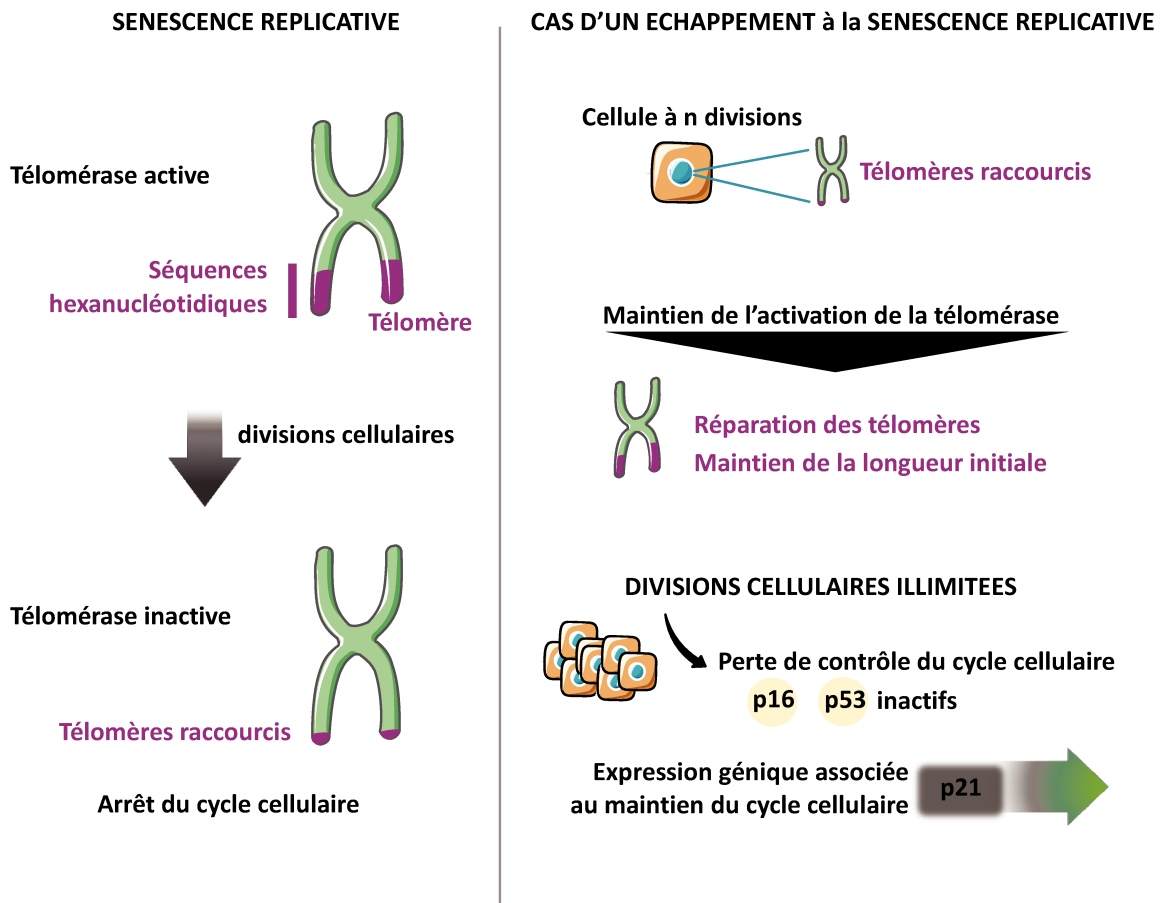 SENESCENCE REPLICATIVE
Télomérase active
Séquences
hexanucléotidiques
Télomère
divisions cellulaires
Télomérase inactive
Télomères raccourcis
Arrêt du cycle cellulaire
CAS D'UN ECHAPPEMENT à la SENESCENCE REPLICATIVE
Cellule à n divisions
Télomères raccourcis
Maintien de l'activation de la télomérase
Réparation des télomères
Maintien de la longueur initiale
DIVISIONS CELLULAIRES ILLIMITEES
Perte de contrôle du cycle cellulaire
p16 p53 inactifs
Expression génique associée
au maintien du cycle cellulaire
p21